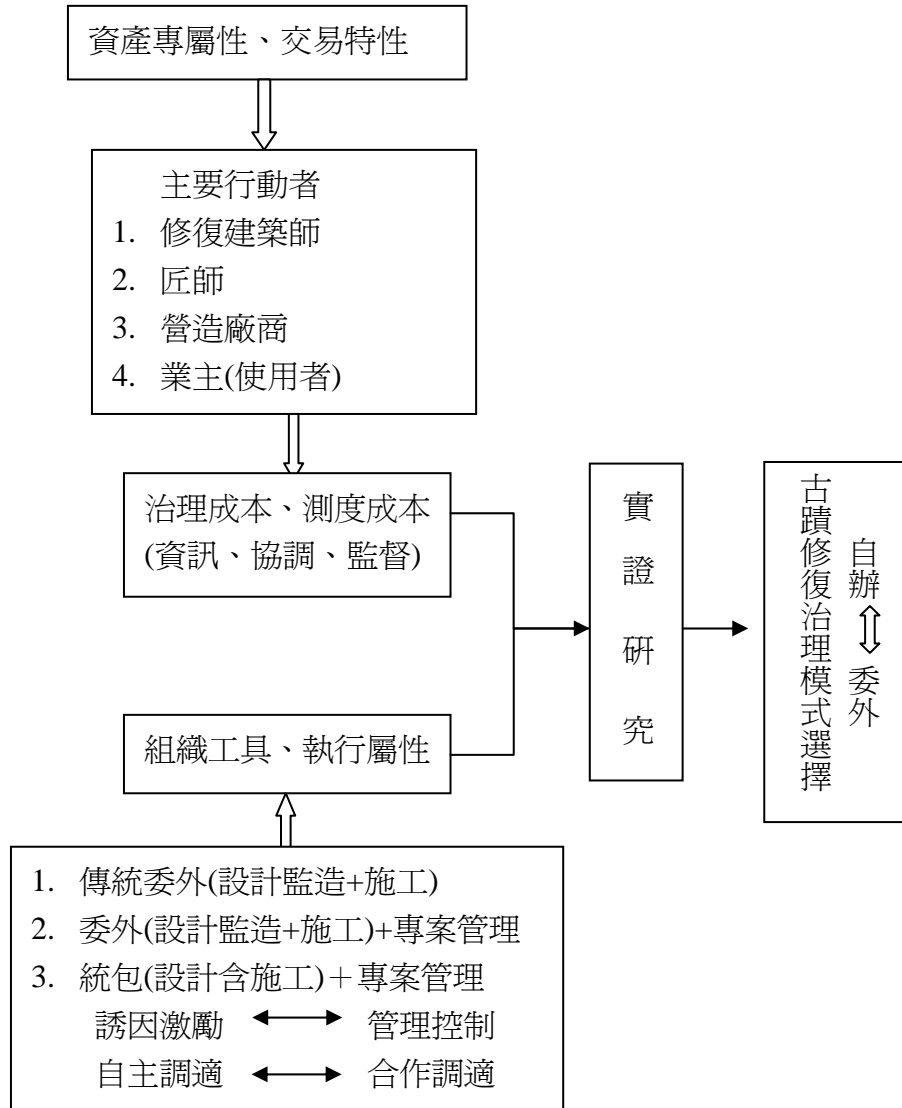 資產專屬性、交易特性
主要行動者
1. 修復建築師
2. 匠師
3. 營造廠商
4. 業主(使用者)
治理成本、測度成本
(資訊、協調、監督)
組織工具、執行屬性
1. 傳統委外(設計監造+施工)
2. 委外(設計監造+施工)+專案管理
3. 統包(設計含施工)＋專案管理
誘因激勵 管理控制
自主調適 合作調適
實證研究
自辦 委外
古蹟修復治理模式選擇